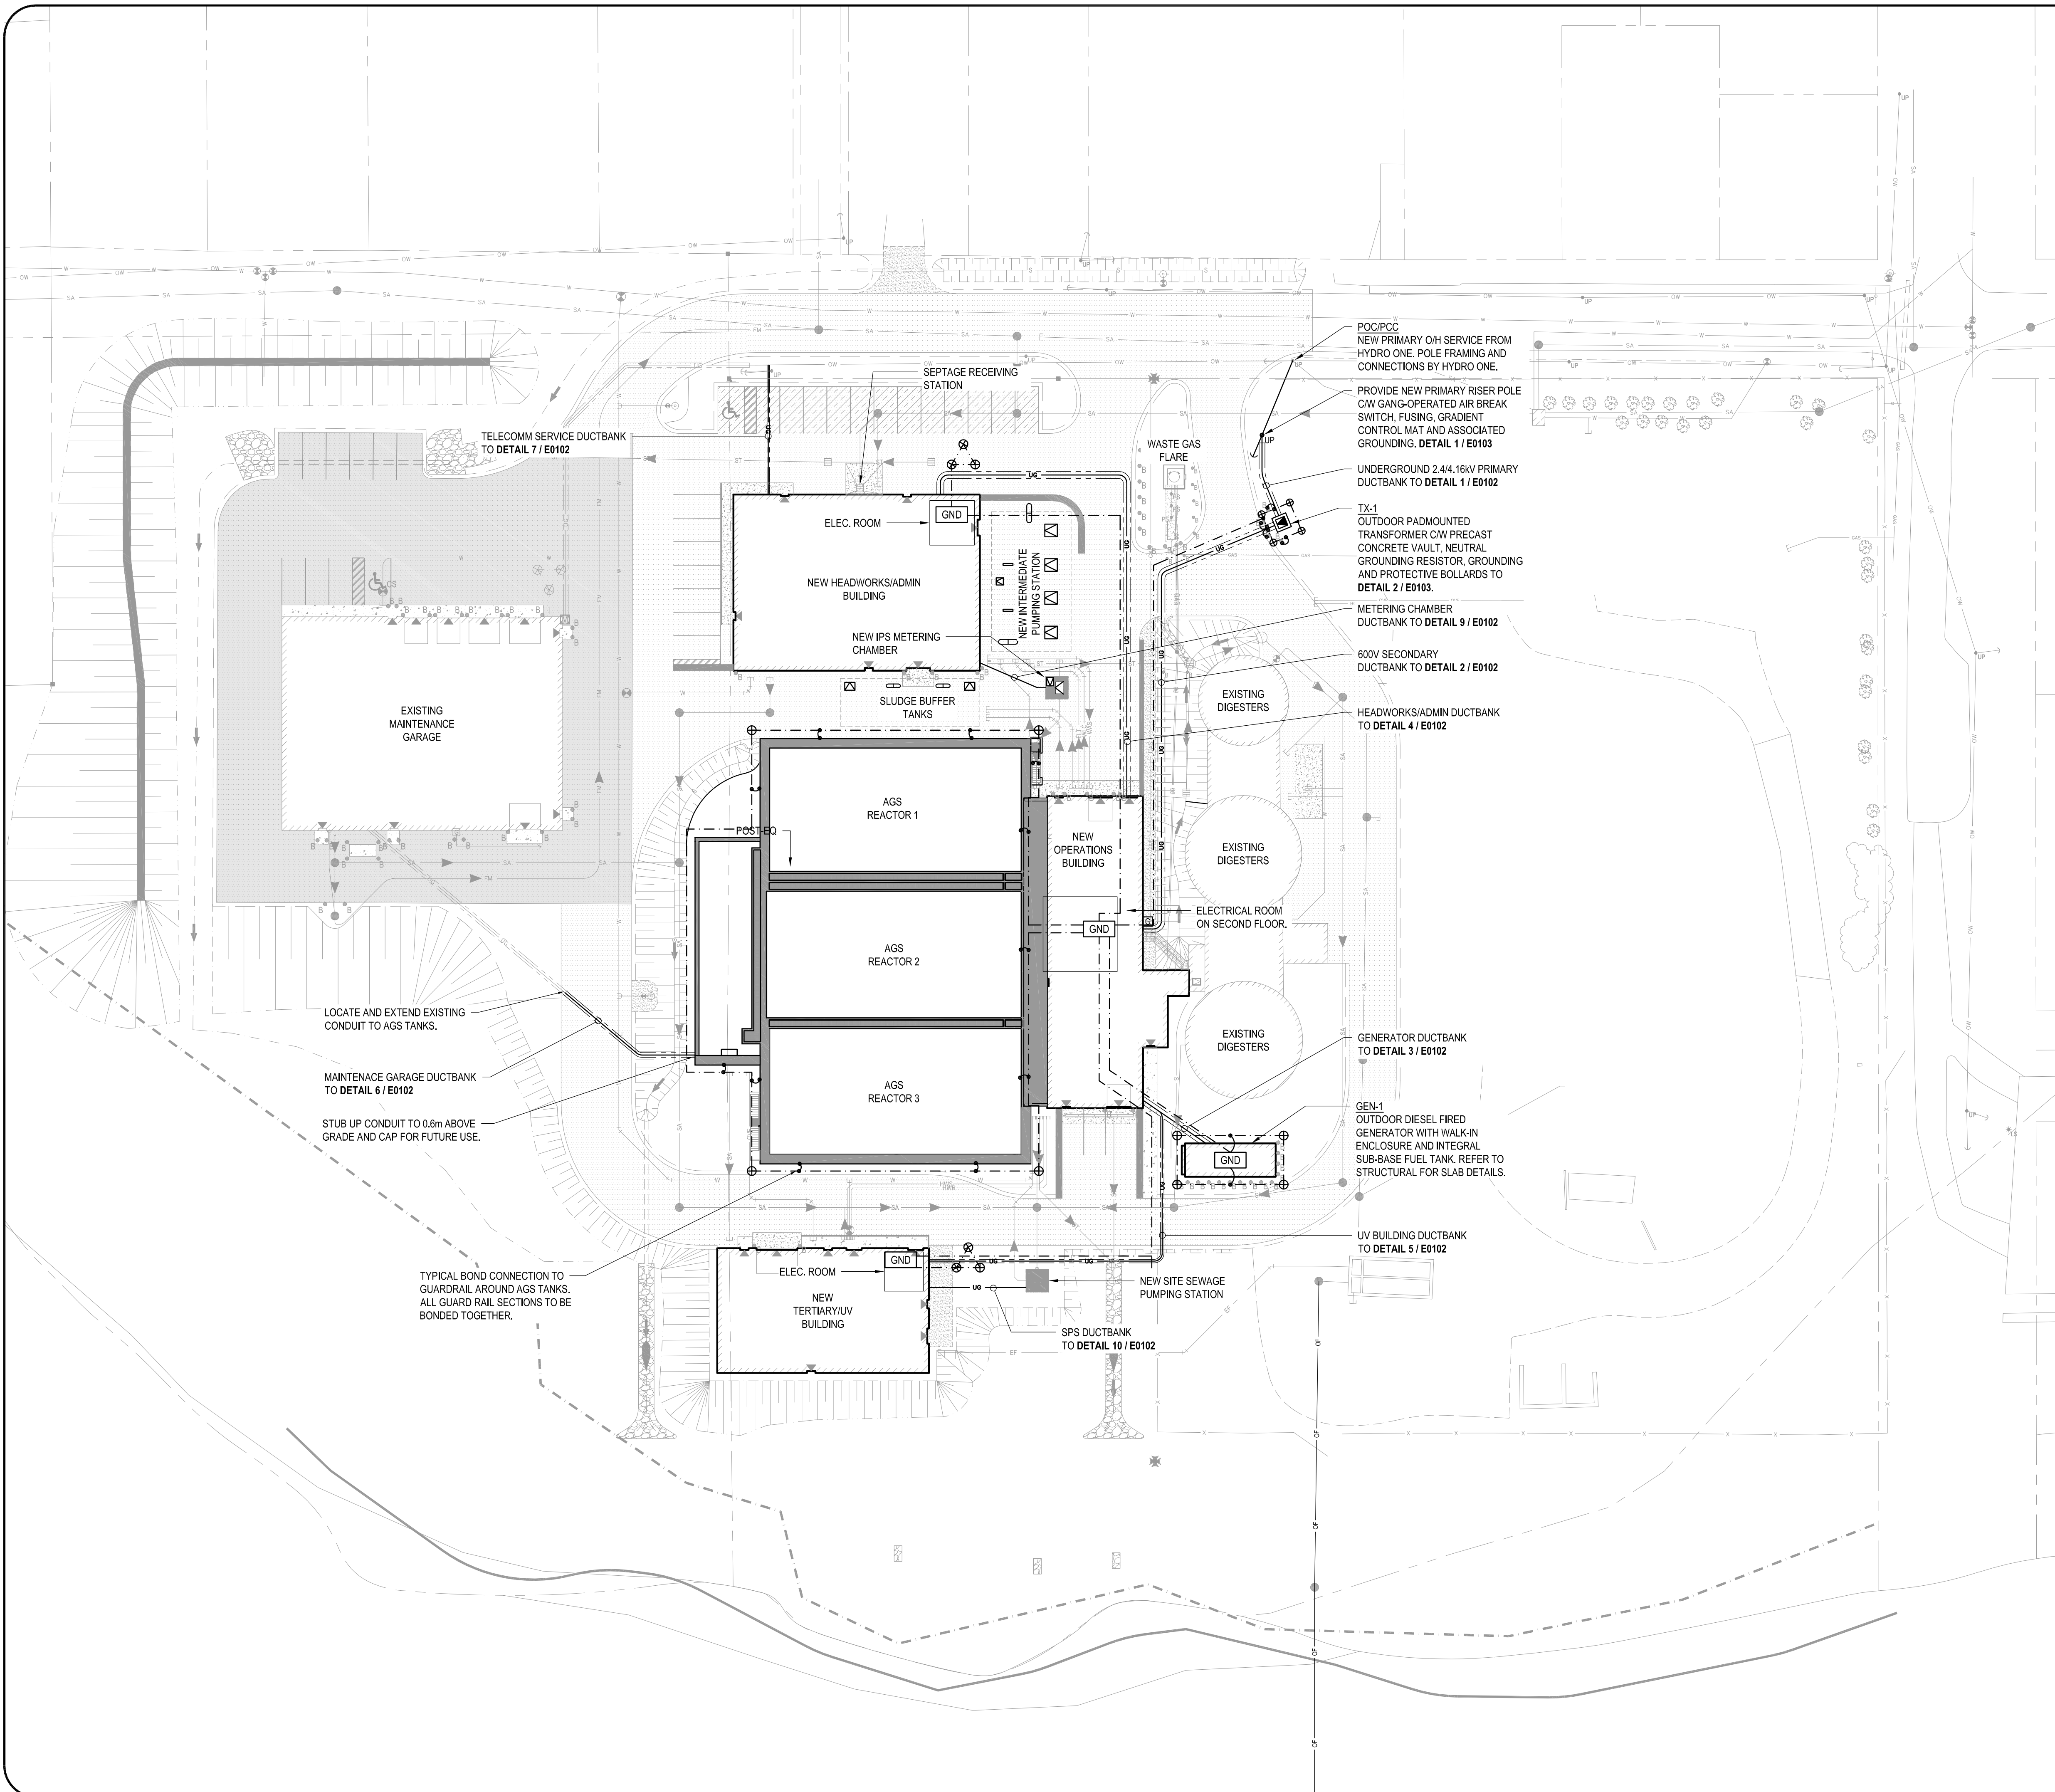 POC/PCC
NEW PRIMARY O/H SERVICE FROM
HYDRO ONE. POLE FRAMING AND
CONNECTIONS BY HYDRO ONE.
PROVIDE NEW PRIMARY RISER POLE
C/W GANG-OPERATED AIR BREAK
SWITCH, FUSING, GRADIENT
CONTROL MAT AND ASSOCIATED
GROUNDING. DETAIL 1 / E0103
UNDERGROUND 2.4/4.16kV PRIMARY
DUCTBANK TO DETAIL 1 / E0102
TX-1
OUTDOOR PADMOUNTED
TRANSFORMER C/W PRECAST
CONCRETE VAULT, NEUTRAL
GROUNDING RESISTOR, GROUNDING
AND PROTECTIVE BOLLARDS TO
DETAIL 2 / E0103.
METERING CHAMBER
DUCTBANK TO DETAIL 9 / E0102
600V SECONDARY
DUCTBANK TO DETAIL 2 / E0102
HEADWORKS/ADMIN DUCTBANK
TO DETAIL 4 / E0102
SEPTAGE RECEIVING
STATION
TELECOMM SERVICE DUCTBANK
TO DETAIL 7 / E0102
WASTE GAS
FLARE
ELEC. ROOM
GND
NEW HEADWORKS/ADMIN
BUILDING
NEW INTERMEDIATE
PUMPING STATION
NEW IPS METERING
CHAMBER
SLUDGE BUFFER
TANKS
EXISTING
MAINTENANCE
GARAGE
EXISTING
DIGESTERS
AGS
REACTOR 1
POST-EQ
NEW
OPERATIONS
BUILDING
EXISTING
DIGESTERS
ELECTRICAL ROOM
ON SECOND FLOOR.
GND
AGS
REACTOR 2
LOCATE AND EXTEND EXISTING
CONDUIT TO AGS TANKS.
EXISTING
DIGESTERS
GENERATOR DUCTBANK
TO DETAIL 3 / E0102
MAINTENACE GARAGE DUCTBANK
TO DETAIL 6 / E0102
AGS
REACTOR 3
STUB UP CONDUIT TO 0.6m ABOVE
GRADE AND CAP FOR FUTURE USE.
GEN-1
OUTDOOR DIESEL FIRED
GENERATOR WITH WALK-IN
ENCLOSURE AND INTEGRAL
SUB-BASE FUEL TANK. REFER TO
STRUCTURAL FOR SLAB DETAILS.
GND
UV BUILDING DUCTBANK
TO DETAIL 5 / E0102
TYPICAL BOND CONNECTION TO
GUARDRAIL AROUND AGS TANKS.
ALL GUARD RAIL SECTIONS TO BE
BONDED TOGETHER.
GND
ELEC. ROOM
NEW
TERTIARY/UV
BUILDING
NEW SITE SEWAGE
PUMPING STATION
SPS DUCTBANK
TO DETAIL 10 / E0102